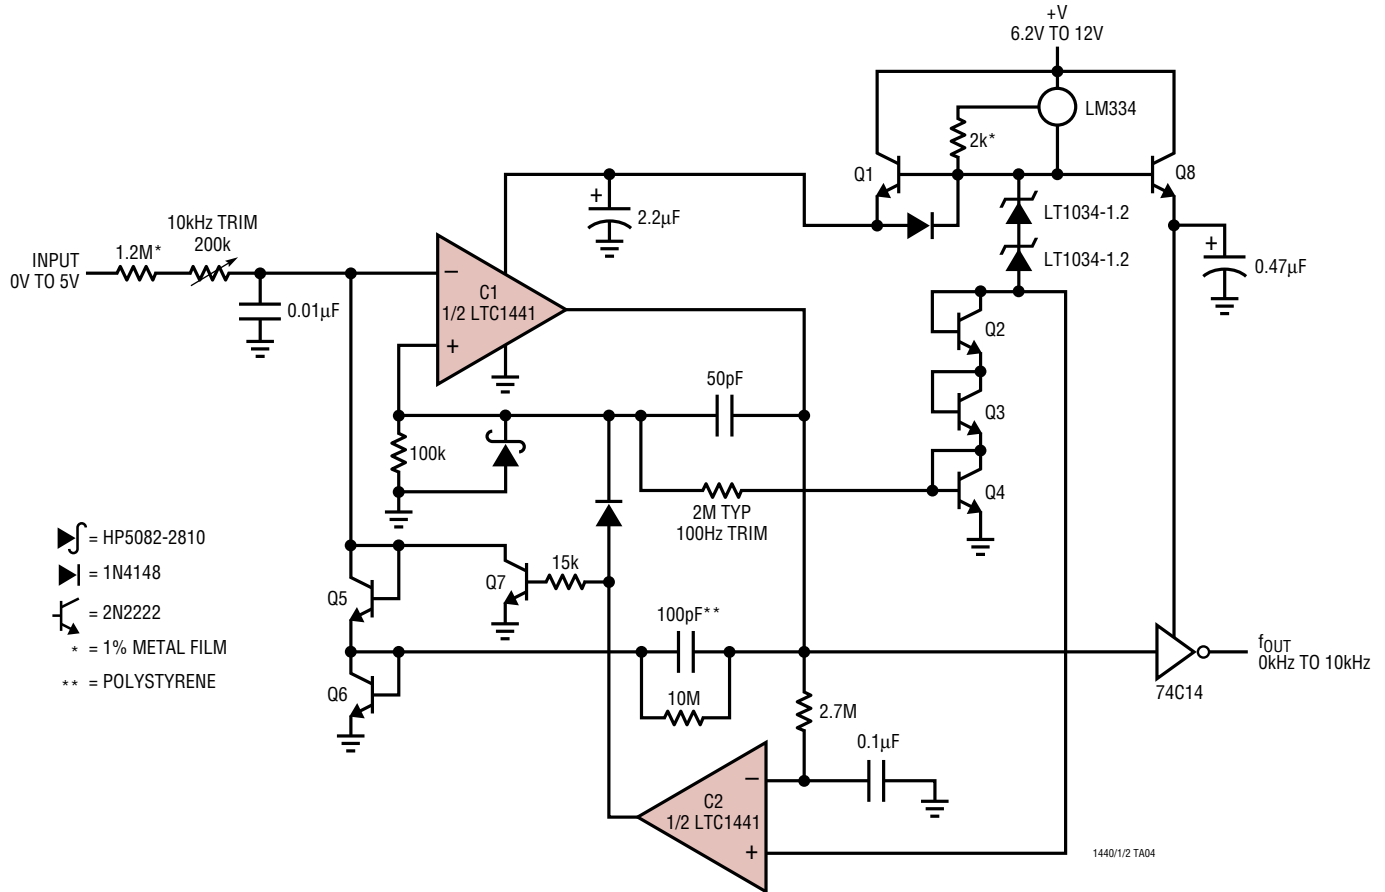 +V
6.2V TO 12V
LM334
2k*
Q1
Q8
LT1034-1.2
2.2µF
10kHz TRIM
200k
1.2M*
INPUT
0V TO 5V
–
LT1034-1.2
0.47µF
+
+
C1
1/2 LTC1441
0.01µF
+
Q2
50pF
Q3
100k
Q4
2M TYP
100Hz TRIM
= HP5082-2810
= 1N4148
= 2N2222
* = 1% METAL FILM
** = POLYSTYRENE
15k
Q7
Q5
100pF**
fOUT
0kHz TO 10kHz
Q6
10M
74C14
2.7M
0.1µF
–
C2
1/2 LTC1441
+
1440/1/2 TA04